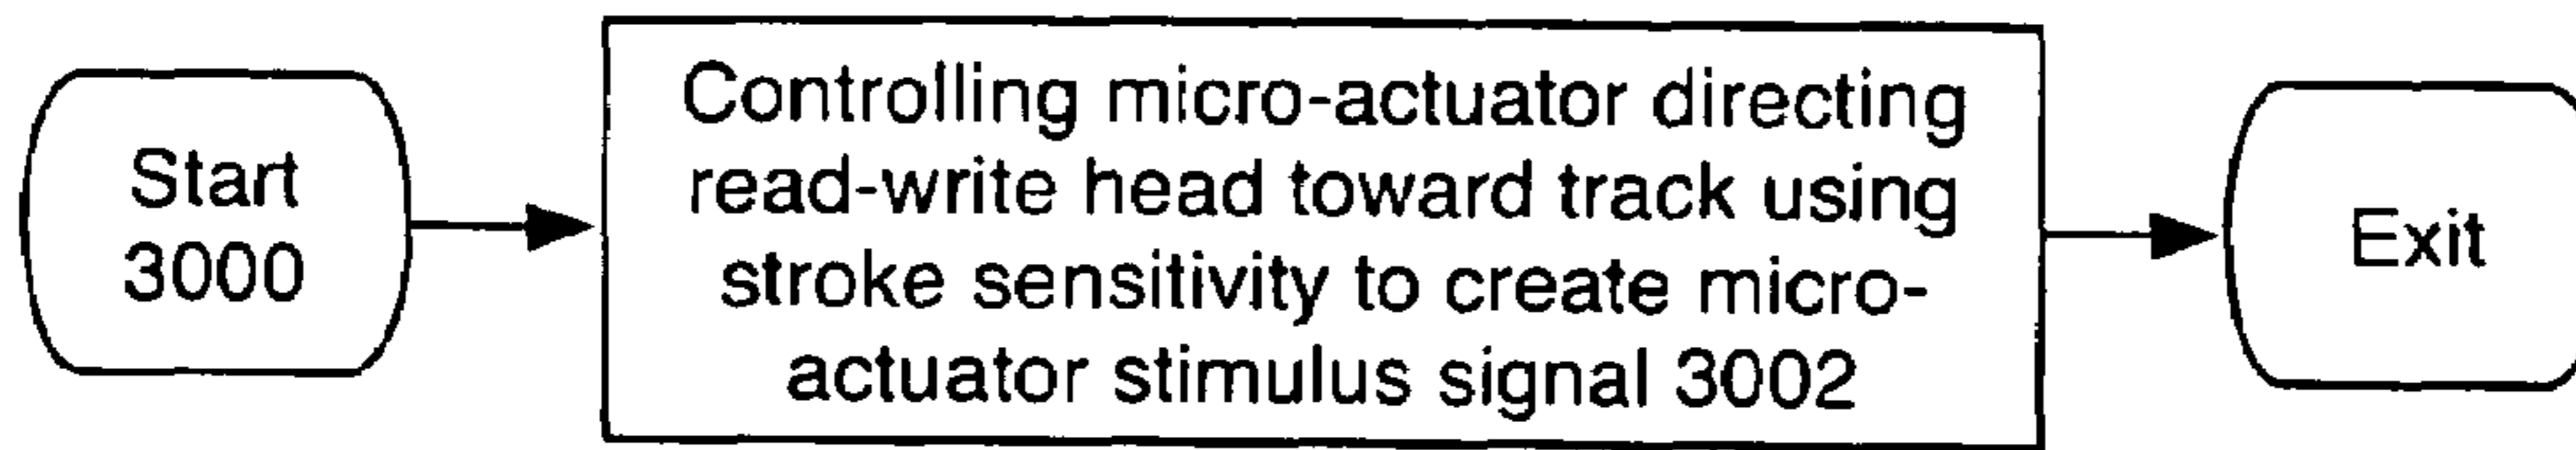 Start
3000
Controlling micro-actuator directing
read-write head toward track using
stroke sensitivity to create micro-
actuator stimulus signal 3002
Exit